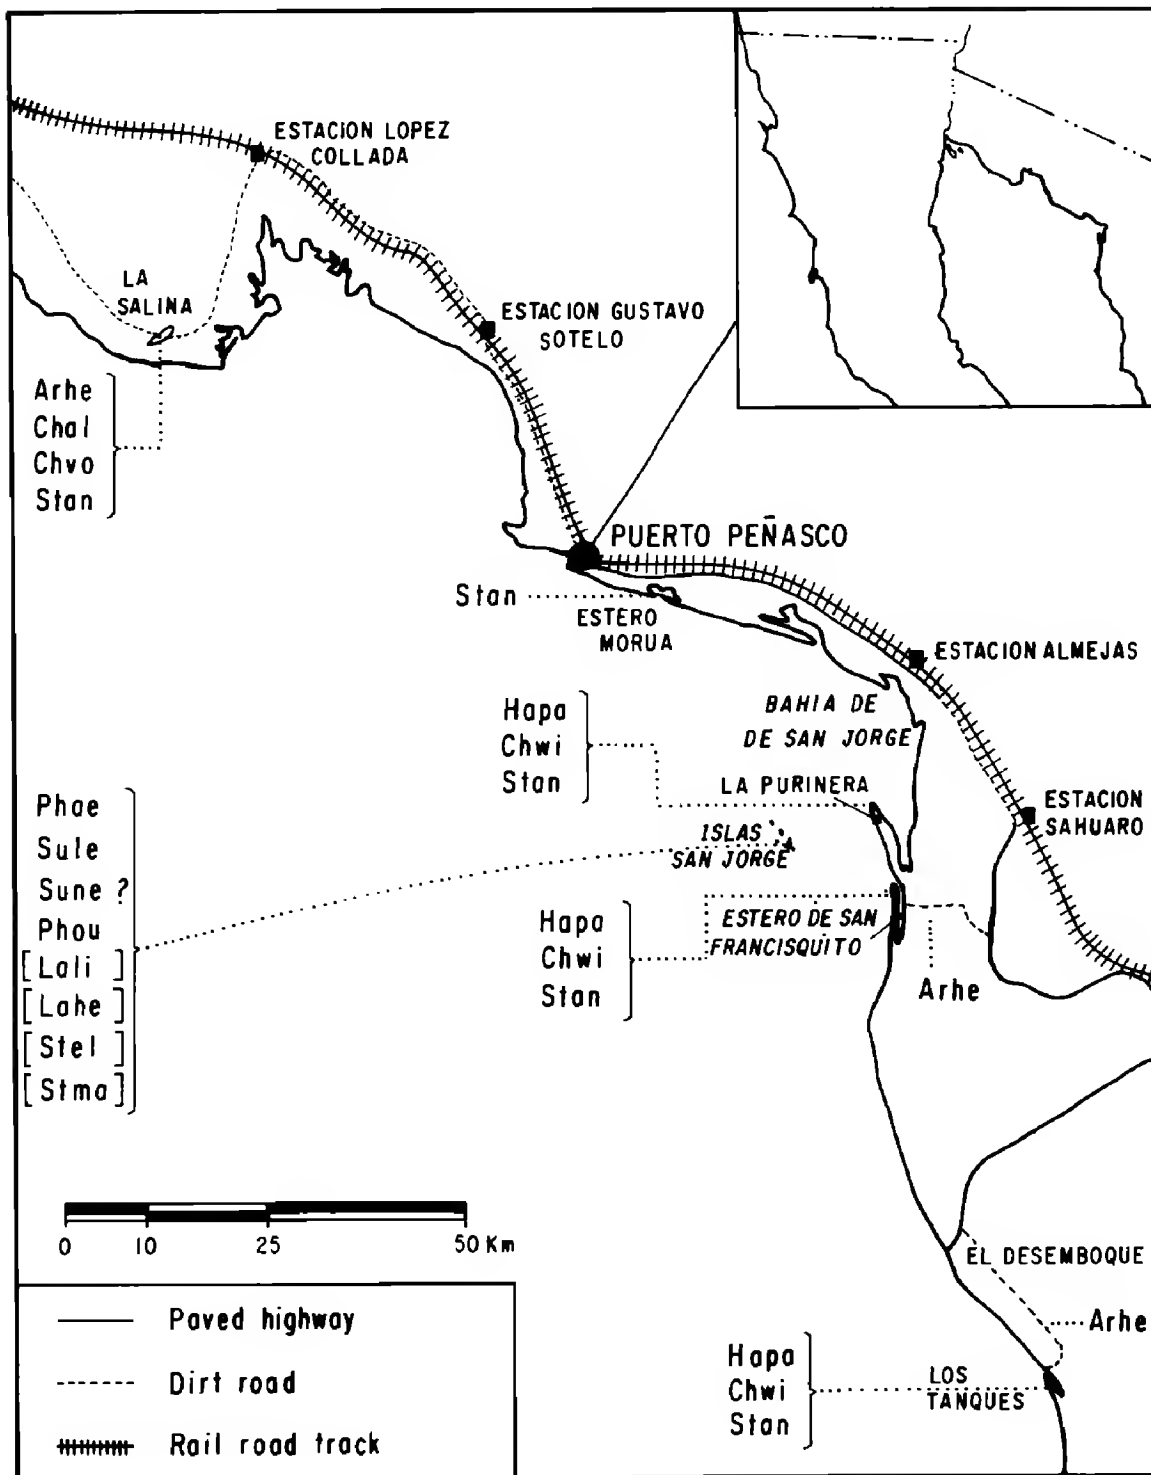 ESTACION LOPEZ
COLLADA
LA
SALINA
ESTACION GUSTAVO
SOTELO
Arhe
Chal
Chvo
Stan
PUERTO PEÑASCO
Stan
ESTERO
MORUA
ESTACION ALMEJAS
BAHIA DE
DE SAN JORGE
Hapa
Chwi
Stan
LA PURINERA
ESTACION
SAHUARO
ISLAS
SAN JORGE
Phae
Sule
Sune ?
Phou
[Lali]
[Lahe]
[Stel]
[Stma]
Hapa
Chwi
Stan
ESTERO DE SAN
FRANCISQUITO
Arhe
0 10 25 50 Km
EL DESEMBOQUE
Arhe
Hapa
Chwi
Stan
LOS
TANQUES
Paved highway
Dirt road
Rail road track